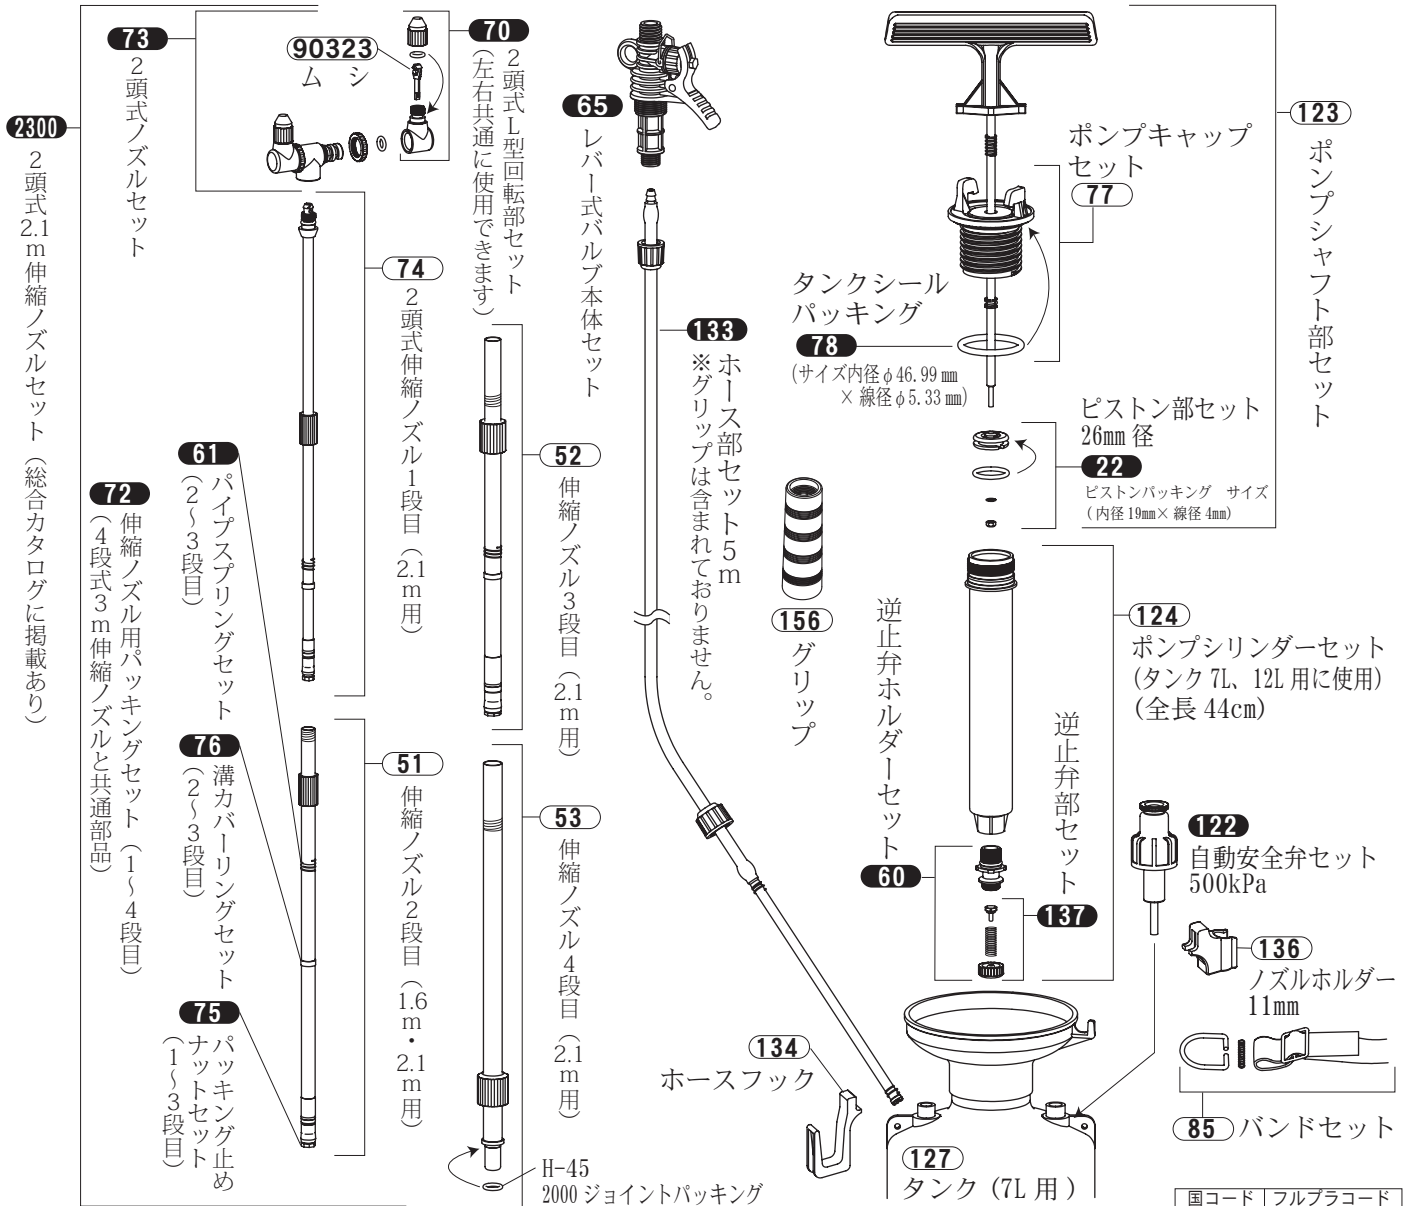 2300
2頭式2.1m伸縮ノズルセット（総合カタログに掲載あり）
73
2頭式ノズルセット
90323
ム シ
70
2頭式L型回転部セット
（左右共通に使用できます）
74
2頭式伸縮ノズル1段目（2.1m用）
61
パイプスプリングセット
（2～3段目）
72
伸縮ノズル用パッキングセット（1～4段目）
（4段式3m伸縮ノズルと共通部品）
76
溝カバーリングセット
（2～3段目）
75
パッキング止め
ナットセット
（1～3段目）
51
伸縮ノズル2段目（1.6m・2.1m用）
52
伸縮ノズル3段目（2.1m用）
53
伸縮ノズル4段目（2.1m用）
H-45
2000 ジョイントパッキング
65
レバー式バルブ本体セット
133
ホース部セット5m
※グリップは含まれておりません。
156
グリップ
123
ポンプシャフト部セット
ポンプキャップ
セット
77
タンクシール
パッキング
78
(サイズ内径φ46.99㎜
×線径φ5.33㎜)
ピストン部セット
26mm 径
22
ピストンパッキング サイズ
(内径19mm×線径4mm)
124
ポンプシリンダーセット
(タンク 7L、12L 用に使用)
(全長 44cm)
逆止弁ホルダーセット
60
逆止弁部セット
137
122
自動安全弁セット
500kPa
136
ノズルホルダー
11mm
134
ホースフック
85 バンドセット
127
タンク (7L 用 )
国コード フルプラコード